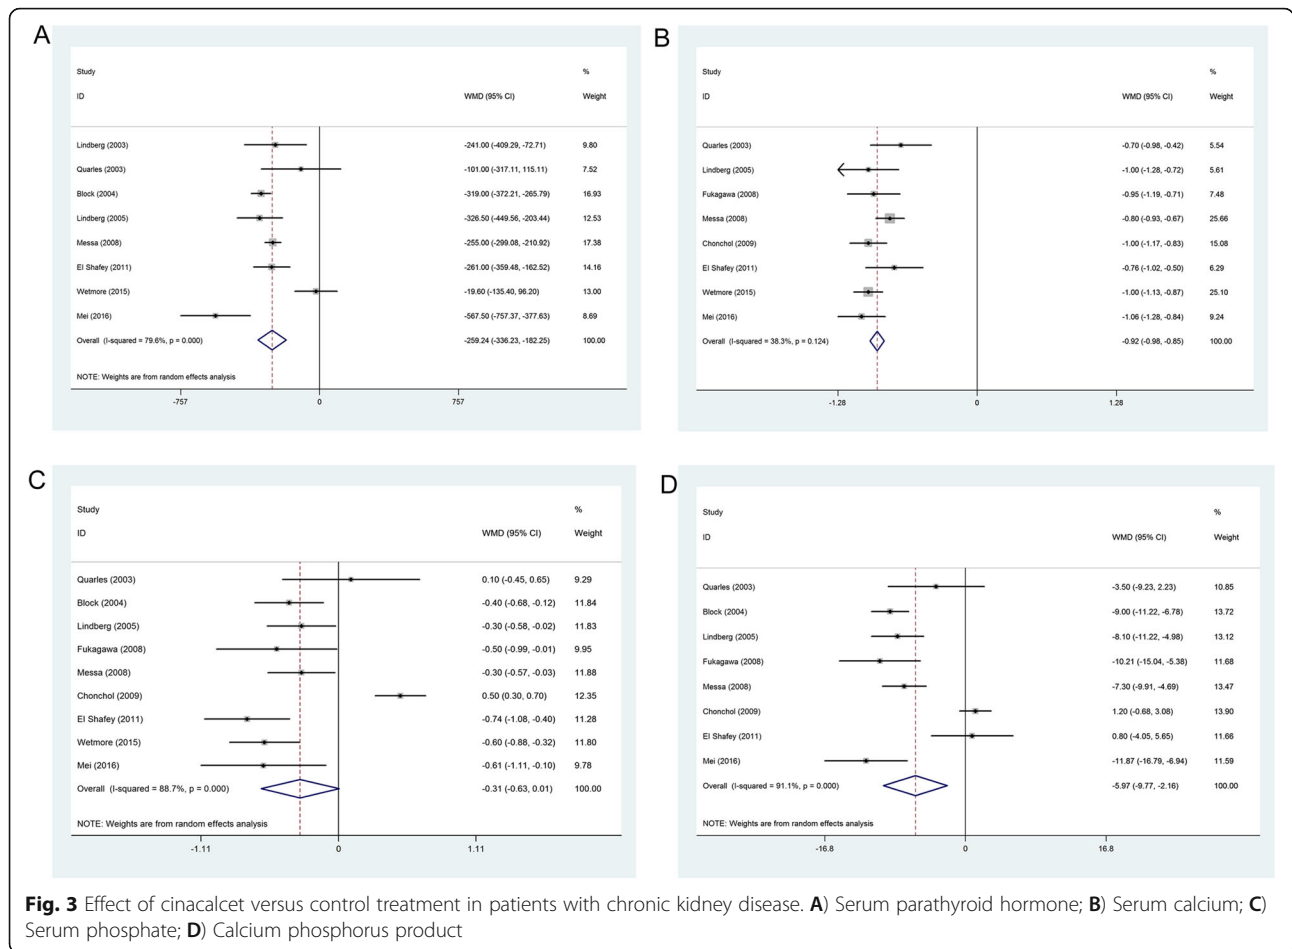 A
Study %
ID WMD (95% CI) Weight
Lindberg (2003) -241.00 (-409.29, -72.71) 9.80
Quarles (2003) -101.00 (-317.11, 115.11) 7.52
Block (2004) -319.00 (-372.21, -265.79) 16.93
Lindberg (2005) -326.50 (-449.56, -203.44) 12.53
Messa (2008) -255.00 (-299.08, -210.92) 17.38
El Shafey (2011) -261.00 (-359.48, -162.52) 14.16
Wetmore (2015) -19.60 (-135.40, 96.20) 13.00
Mei (2016) -567.50 (-757.37, -377.63) 8.69
Overall (I-squared = 79.6%, p = 0.000) -259.24 (-336.23, -182.25) 100.00
NOTE: Weights are from random effects analysis
-757 0 757
B
Study %
ID WMD (95% CI) Weight
Quarles (2003) -0.70 (-0.98, -0.42) 5.54
Lindberg (2005) -1.00 (-1.28, -0.72) 5.61
Fukagawa (2008) -0.95 (-1.19, -0.71) 7.48
Messa (2008) -0.80 (-0.93, -0.67) 25.66
Chonchol (2009) -1.00 (-1.17, -0.83) 15.08
El Shafey (2011) -0.76 (-1.02, -0.50) 6.29
Wetmore (2015) -1.00 (-1.13, -0.87) 25.10
Mei (2016) -1.06 (-1.28, -0.84) 9.24
Overall (I-squared = 38.3%, p = 0.124) -0.92 (-0.98, -0.85) 100.00
-1.28 0 1.28
C
Study %
ID WMD (95% CI) Weight
Quarles (2003) 0.10 (-0.45, 0.65) 9.29
Block (2004) -0.40 (-0.68, -0.12) 11.84
Lindberg (2005) -0.30 (-0.58, -0.02) 11.83
Fukagawa (2008) -0.50 (-0.99, -0.01) 9.95
Messa (2008) -0.30 (-0.57, -0.03) 11.88
Chonchol (2009) 0.50 (0.30, 0.70) 12.35
El Shafey (2011) -0.74 (-1.08, -0.40) 11.28
Wetmore (2015) -0.60 (-0.88, -0.32) 11.80
Mei (2016) -0.61 (-1.11, -0.10) 9.78
Overall (I-squared = 88.7%, p = 0.000) -0.31 (-0.63, 0.01) 100.00
NOTE: Weights are from random effects analysis
-1.11 0 1.11
D
Study %
ID WMD (95% CI) Weight
Quarles (2003) -3.50 (-9.23, 2.23) 10.85
Block (2004) -9.00 (-11.22, -6.78) 13.72
Lindberg (2005) -8.10 (-11.22, -4.98) 13.12
Fukagawa (2008) -10.21 (-15.04, -5.38) 11.68
Messa (2008) -7.30 (-9.91, -4.69) 13.47
Chonchol (2009) 1.20 (-0.68, 3.08) 13.90
El Shafey (2011) 0.80 (-4.05, 5.65) 11.66
Mei (2016) -11.87 (-16.79, -6.94) 11.59
Overall (I-squared = 91.1%, p = 0.000) -5.97 (-9.77, -2.16) 100.00
NOTE: Weights are from random effects analysis
-16.8 0 16.8
Fig. 3 Effect of cinacalcet versus control treatment in patients with chronic kidney disease. A) Serum parathyroid hormone; B) Serum calcium; C)
Serum phosphate; D) Calcium phosphorus product